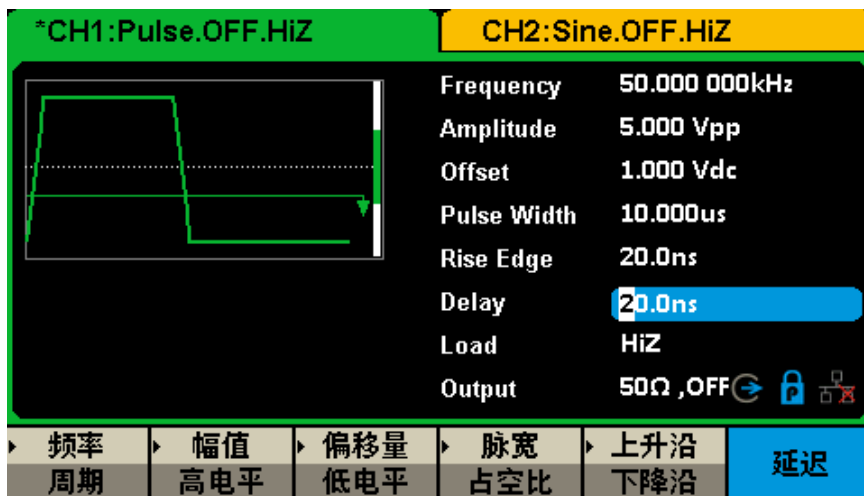 *CH1:Pulse.OFF.HiZ
CH2:Sine.OFF.HiZ
Frequency 50.000 000kHz
Amplitude 5.000 Vpp
Offset 1.000 Vdc
Pulse Width 10.000us
Rise Edge 20.0ns
Delay 20.0ns
Load HiZ
Output 50Ω ,OFF
P
频率 幅值 偏移量 脉宽 上升沿 延迟
周期 高电平 低电平 占空比 下降沿